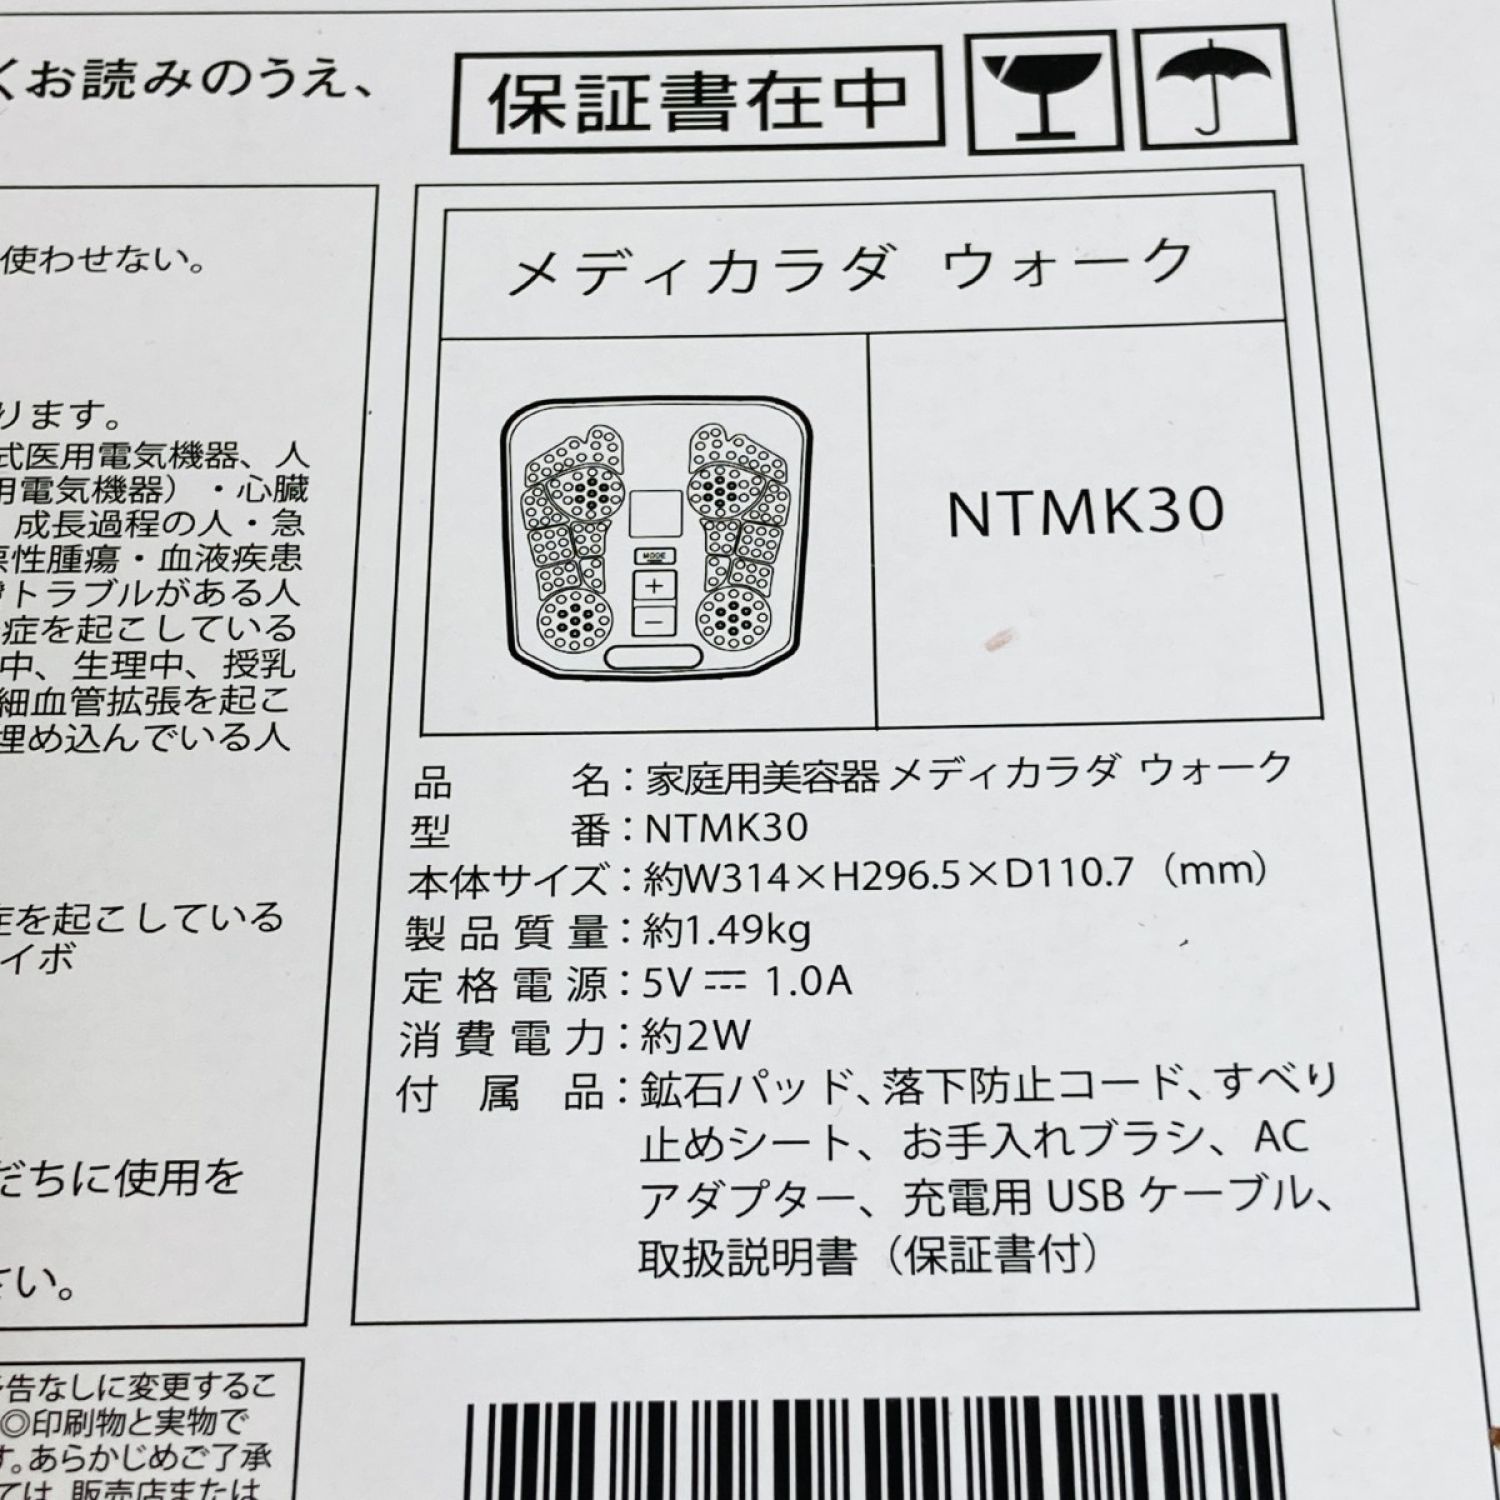 くお読みのうえ、
保証書在中
使わせない。
ります。
式医用電気機器、人
用電気機器）・心臓
成長過程の人・急
悪性腫瘍・血液疾患
トラブルがある人
症を起こしている
中、生理中、授乳
細血管拡張を起こ
埋め込んでいる人
症を起こしている
イボ
だちに使用を
さい。
メディカラダ ウォーク
MODE
+
−
NTMK30
品名：家庭用美容器 メディカラダ ウォーク
型番：NTMK30
本体サイズ：約W314×H296.5×D110.7（mm）
製品質量：約1.49kg
定格電源：5V ⎓ 1.0A
消費電力：約2W
付属品：鉱石パッド、落下防止コード、すべり
止めシート、お手入れブラシ、AC
アダプター、充電用 USB ケーブル、
取扱説明書（保証書付）
予告なしに変更するこ
◎印刷物と実物で
す。あらかじめご了承
ては、販売店または